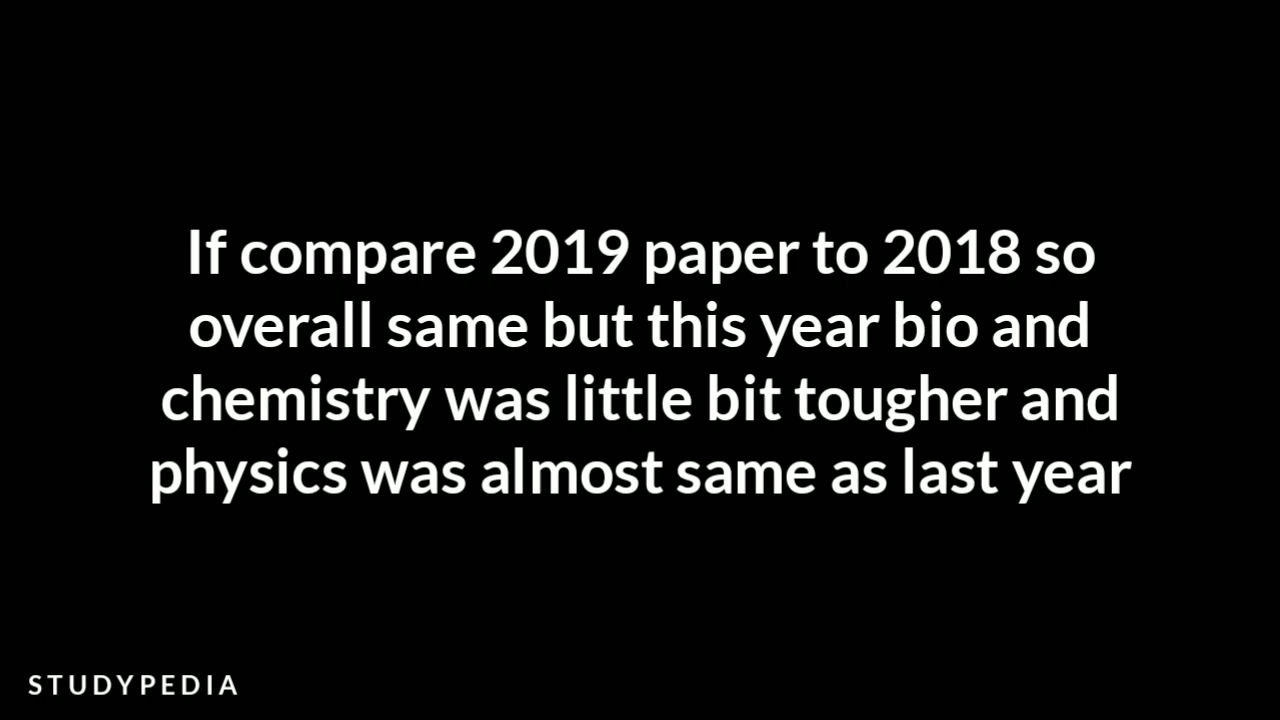 If compare 2019 paper to 2018 so
overall same but this year bio and
chemistry was little bit tougher and
physics was almost same as last year
STUDYPEDIA